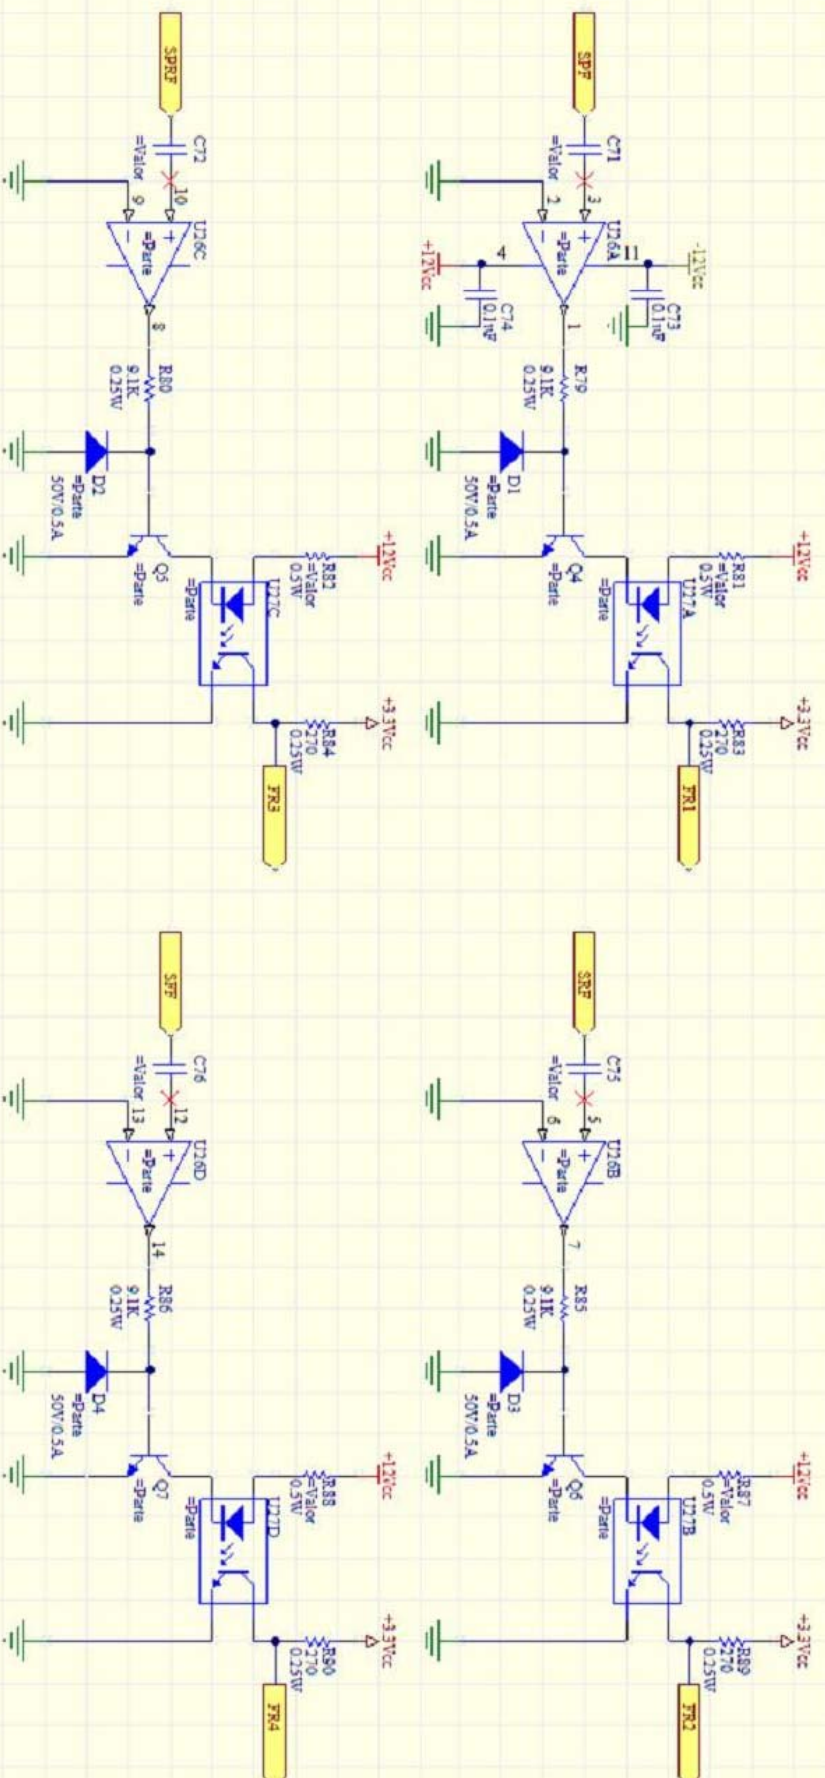 SPF
C71
=Valor
3
2
U26A
=Parte
+
-
4
11
+12Vcc
-12Vcc
C73
0.1uF
C74
0.1uF
1
R79
9.1K
0.25W
D1
=Parte
50V/0.5A
Q4
=Parte
+12Vcc
R81
=Valor
0.5W
U27A
=Parte
+3.3Vcc
R83
270
0.25W
FR1
SRF
C75
=Valor
5
6
U26B
=Parte
+
-
7
R85
9.1K
0.25W
D3
=Parte
50V/0.5A
Q6
=Parte
+12Vcc
R87
=Valor
0.5W
U27B
=Parte
+3.3Vcc
R89
270
0.25W
FR2
SPRF
C72
=Valor
10
9
U26C
=Parte
+
-
8
R80
9.1K
0.25W
D2
=Parte
50V/0.5A
Q5
=Parte
+12Vcc
R82
=Valor
0.5W
U27C
=Parte
+3.3Vcc
R84
270
0.25W
FR3
SFF
C76
=Valor
12
13
U26D
=Parte
+
-
14
R86
9.1K
0.25W
D4
=Parte
50V/0.5A
Q7
=Parte
+12Vcc
R88
=Valor
0.5W
U27D
=Parte
+3.3Vcc
R90
270
0.25W
FR4